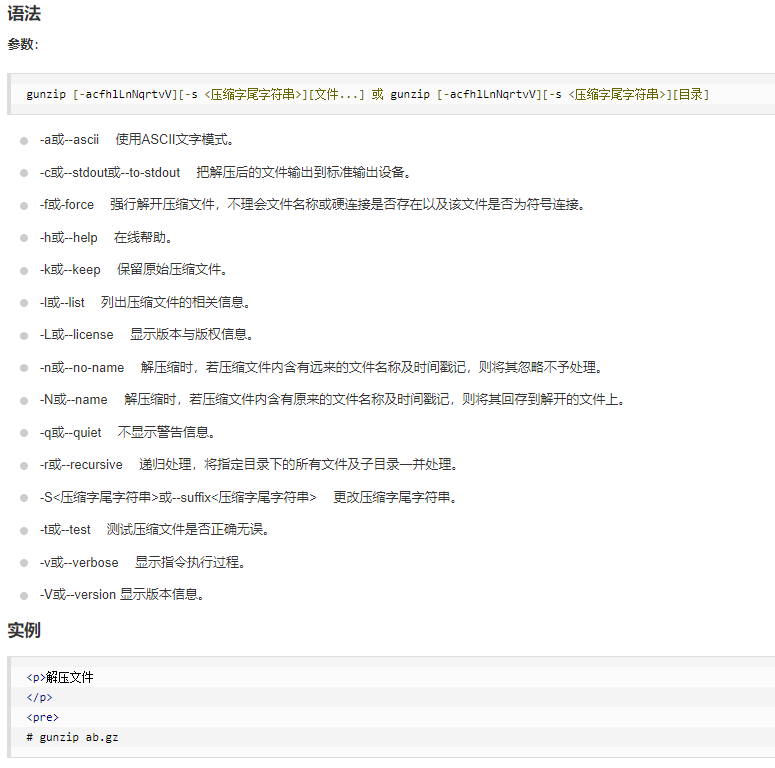 语法
参数：
gunzip [-acfhlLnNqrtvV][-s <压缩字尾字符串>][文件...] 或 gunzip [-acfhlLnNqrtvV][-s <压缩字尾字符串>][目录]
-a或--ascii 使用ASCII文字模式。
-c或--stdout或--to-stdout 把解压后的文件输出到标准输出设备。
-f或-force 强行解开压缩文件，不理会文件名称或硬连接是否存在以及该文件是否为符号连接。
-h或--help 在线帮助。
-k或--keep 保留原始压缩文件。
-l或--list 列出压缩文件的相关信息。
-L或--license 显示版本与版权信息。
-n或--no-name 解压缩时，若压缩文件内含有远来的文件名称及时间戳记，则将其忽略不予处理。
-N或--name 解压缩时，若压缩文件内含有原来的文件名称及时间戳记，则将其回存到解开的文件上。
-q或--quiet 不显示警告信息。
-r或--recursive 递归处理，将指定目录下的所有文件及子目录一并处理。
-S<压缩字尾字符串>或--suffix<压缩字尾字符串> 更改压缩字尾字符串。
-t或--test 测试压缩文件是否正确无误。
-v或--verbose 显示指令执行过程。
-V或--version 显示版本信息。
实例
<p>解压文件
</p>
<pre>
# gunzip ab.gz